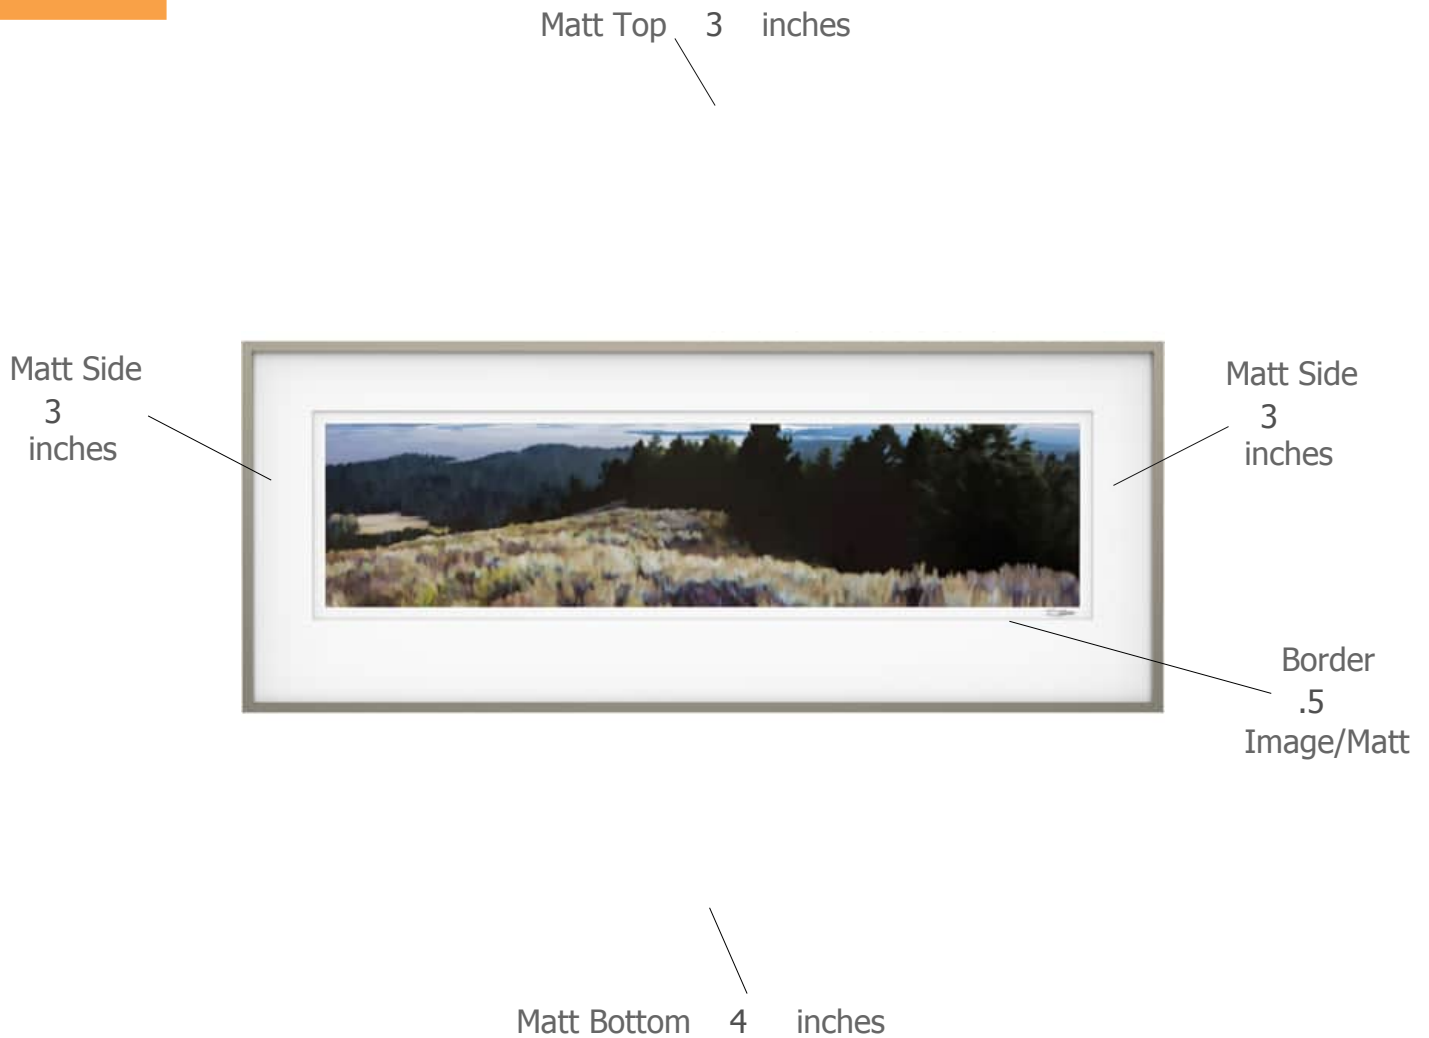 Matt Top 3 inches
Matt Side
3
inches
Matt Side
3
inches
Border
.5
Image/Matt
Matt Bottom 4 inches